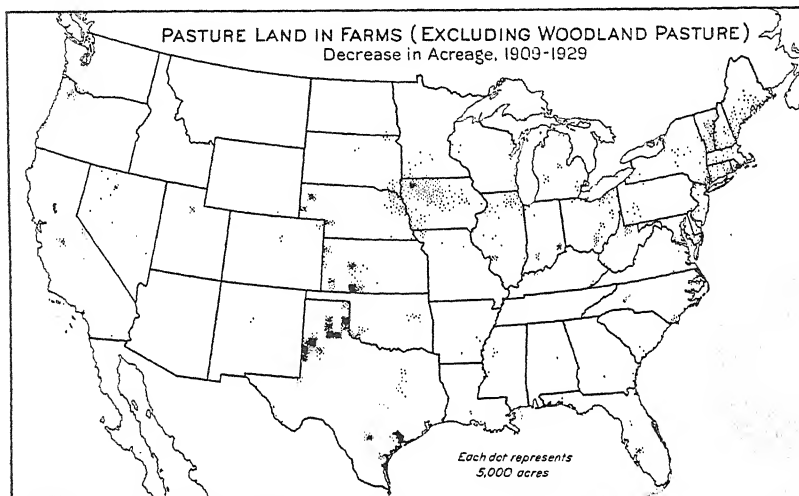 PASTURE LAND IN FARMS (EXCLUDING WOODLAND PASTURE)
Decrease in Acreage, 1909-1929
Each dot represents
5,000 acres